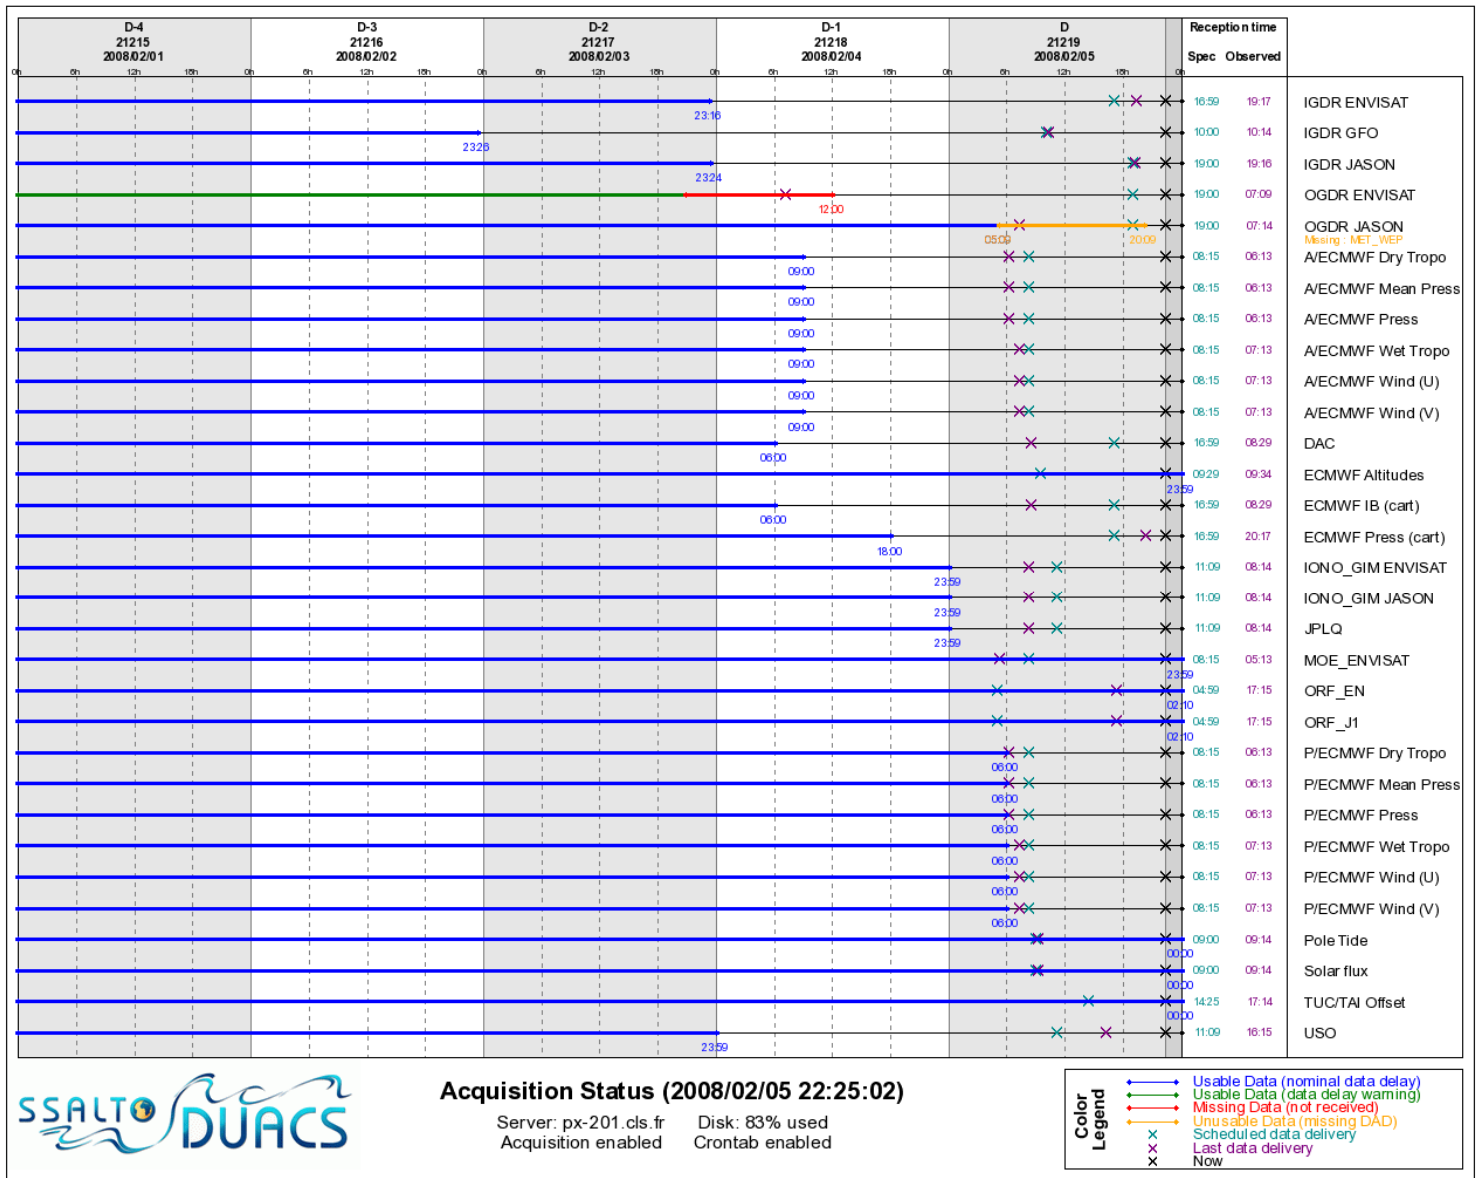 D-4 D-3 D-2 D-1 D Reception time
21215 21216 21217 21218 21219
2008/02/01 2008/02/02 2008/02/03 2008/02/04 2008/02/05 Spec Observed
0h 6h 12h 18h 0h 6h 12h 18h 0h 6h 12h 18h 0h 6h 12h 18h 0h 6h 12h 18h 0h
23:16 16:59 19:17 IGDR ENVISAT
23:26 10:00 10:14 IGDR GFO
23:24 19:00 19:16 IGDR JASON
12:00 19:00 07:09 OGDR ENVISAT
05:09 20:09 19:00 07:14 OGDR JASON
Missing : MET_WEP
09:00 08:15 06:13 A/ECMWF Dry Tropo
09:00 08:15 06:13 A/ECMWF Mean Press
09:00 08:15 06:13 A/ECMWF Press
09:00 08:15 07:13 A/ECMWF Wet Tropo
09:00 08:15 07:13 A/ECMWF Wind (U)
09:00 08:15 07:13 A/ECMWF Wind (V)
06:00 16:59 08:29 DAC
23:59 09:29 09:34 ECMWF Altitudes
06:00 16:59 08:29 ECMWF IB (cart)
18:00 16:59 20:17 ECMWF Press (cart)
23:59 11:09 08:14 IONO_GIM ENVISAT
23:59 11:09 08:14 IONO_GIM JASON
23:59 11:09 08:14 JPLQ
23:59 08:15 05:13 MOE_ENVISAT
02:10 04:59 17:15 ORF_EN
02:10 04:59 17:15 ORF_J1
06:00 08:15 06:13 P/ECMWF Dry Tropo
06:00 08:15 06:13 P/ECMWF Mean Press
06:00 08:15 06:13 P/ECMWF Press
06:00 08:15 07:13 P/ECMWF Wet Tropo
06:00 08:15 07:13 P/ECMWF Wind (U)
06:00 08:15 07:13 P/ECMWF Wind (V)
00:00 09:00 09:14 Pole Tide
00:00 09:00 09:14 Solar flux
00:00 14:25 17:14 TUC/TAI Offset
23:59 11:09 16:15 USO
SSALTO DUACS
Acquisition Status (2008/02/05 22:25:02)
Server: px-201.cls.fr Disk: 83% used
Acquisition enabled Crontab enabled
Color Legend
Usable Data (nominal data delay)
Usable Data (data delay warning)
Missing Data (not received)
Unusable Data (missing DAD)
Scheduled data delivery
Last data delivery
Now